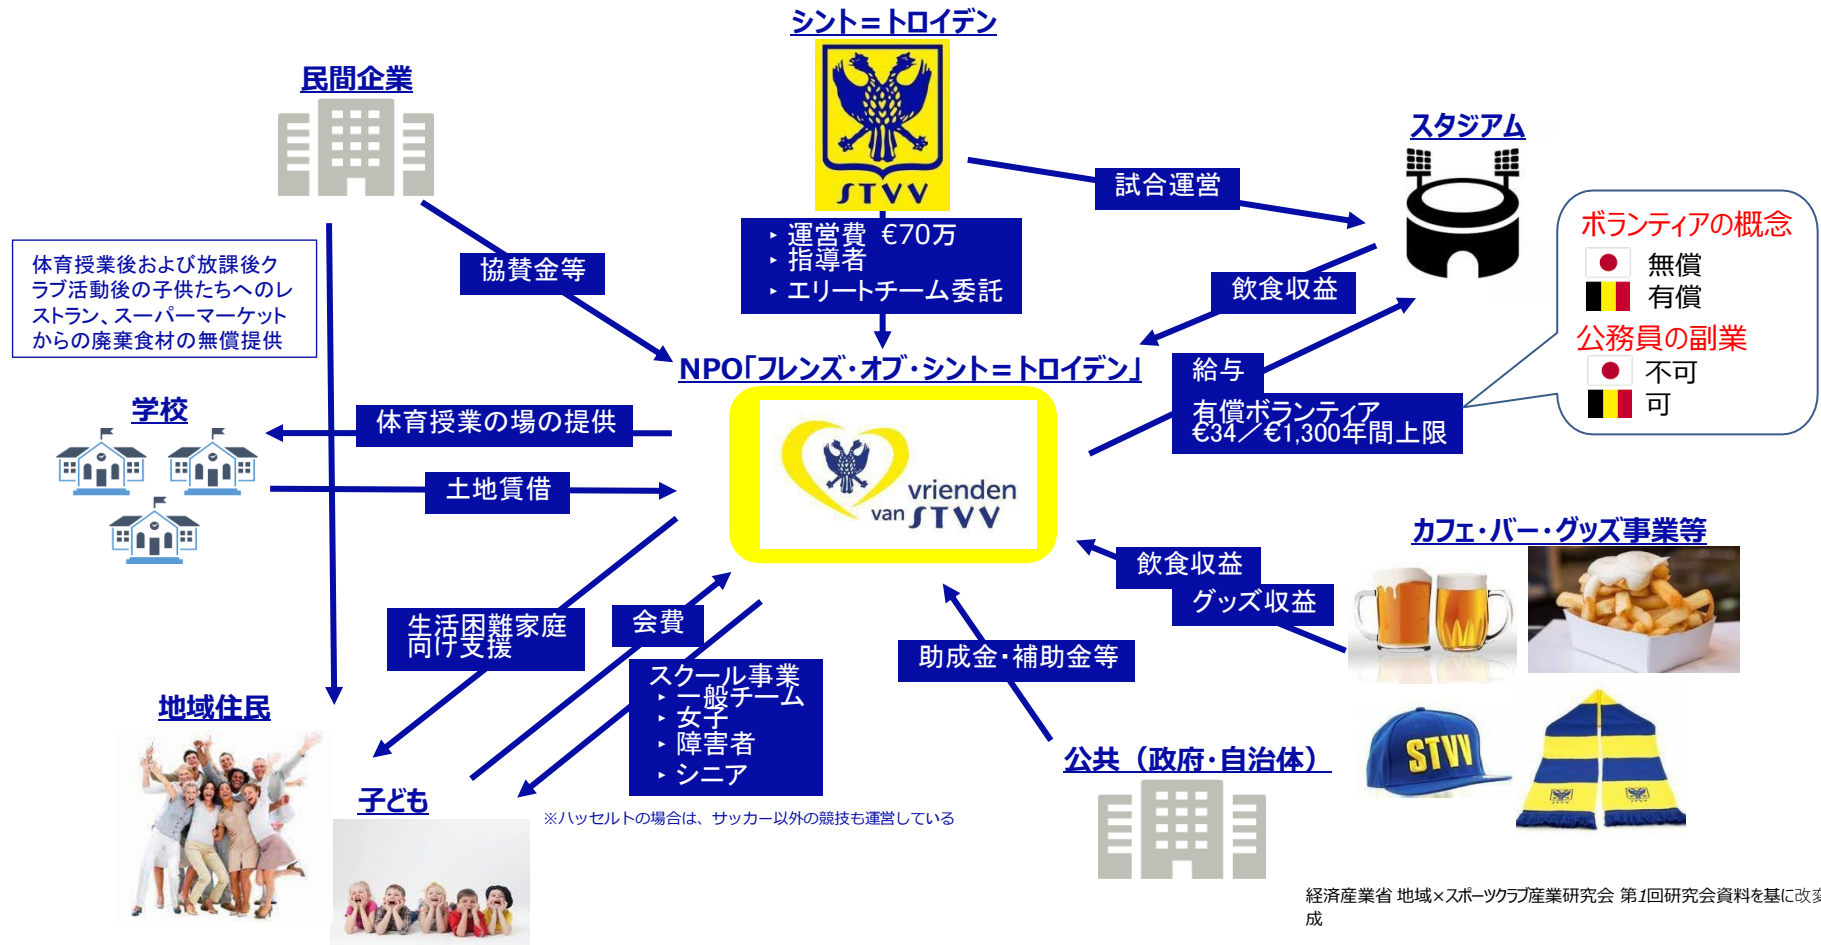 シント＝トロイデン
STVV
民間企業
スタジアム
試合運営
ボランティアの概念
無償
有償
公務員の副業
不可
可
‣ 運営費 €70万
‣ 指導者
‣ エリートチーム委託
協賛金等
飲食収益
体育授業後および放課後ク
ラブ活動後の子供たちへのレ
ストラン、スーパーマーケット
からの廃棄食材の無償提供
NPO｢フレンズ･オブ･シント＝トロイデン｣
給与
有償ボランティア
€34／€1,300年間上限
学校
体育授業の場の提供
土地賃借
vrienden
van STVV
カフェ･バー･グッズ事業等
飲食収益
グッズ収益
生活困難家庭
向け支援
会費
助成金･補助金等
スクール事業
‣ 一般チーム
‣ 女子
‣ 障害者
‣ シニア
地域住民
子ども
公共（政府･自治体）
STVV
※ハッセルトの場合は、サッカー以外の競技も運営している
経済産業省 地域×スポーツクラブ産業研究会 第1回研究会資料を基に改
成